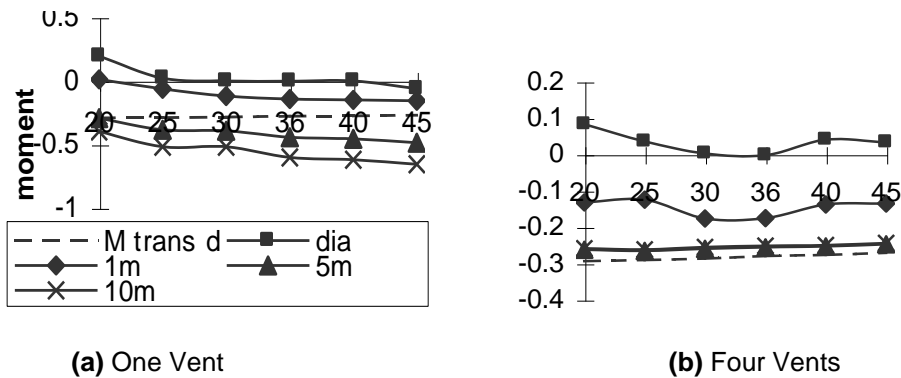 0.5
0
-0.5
-1
moment
20 25 30 36 40 45
M trans d dia
1m 5m
10m
(a) One Vent
0.2
0.1
0
-0.1
-0.2
-0.3
-0.4
20 25 30 36 40 45
(b) Four Vents